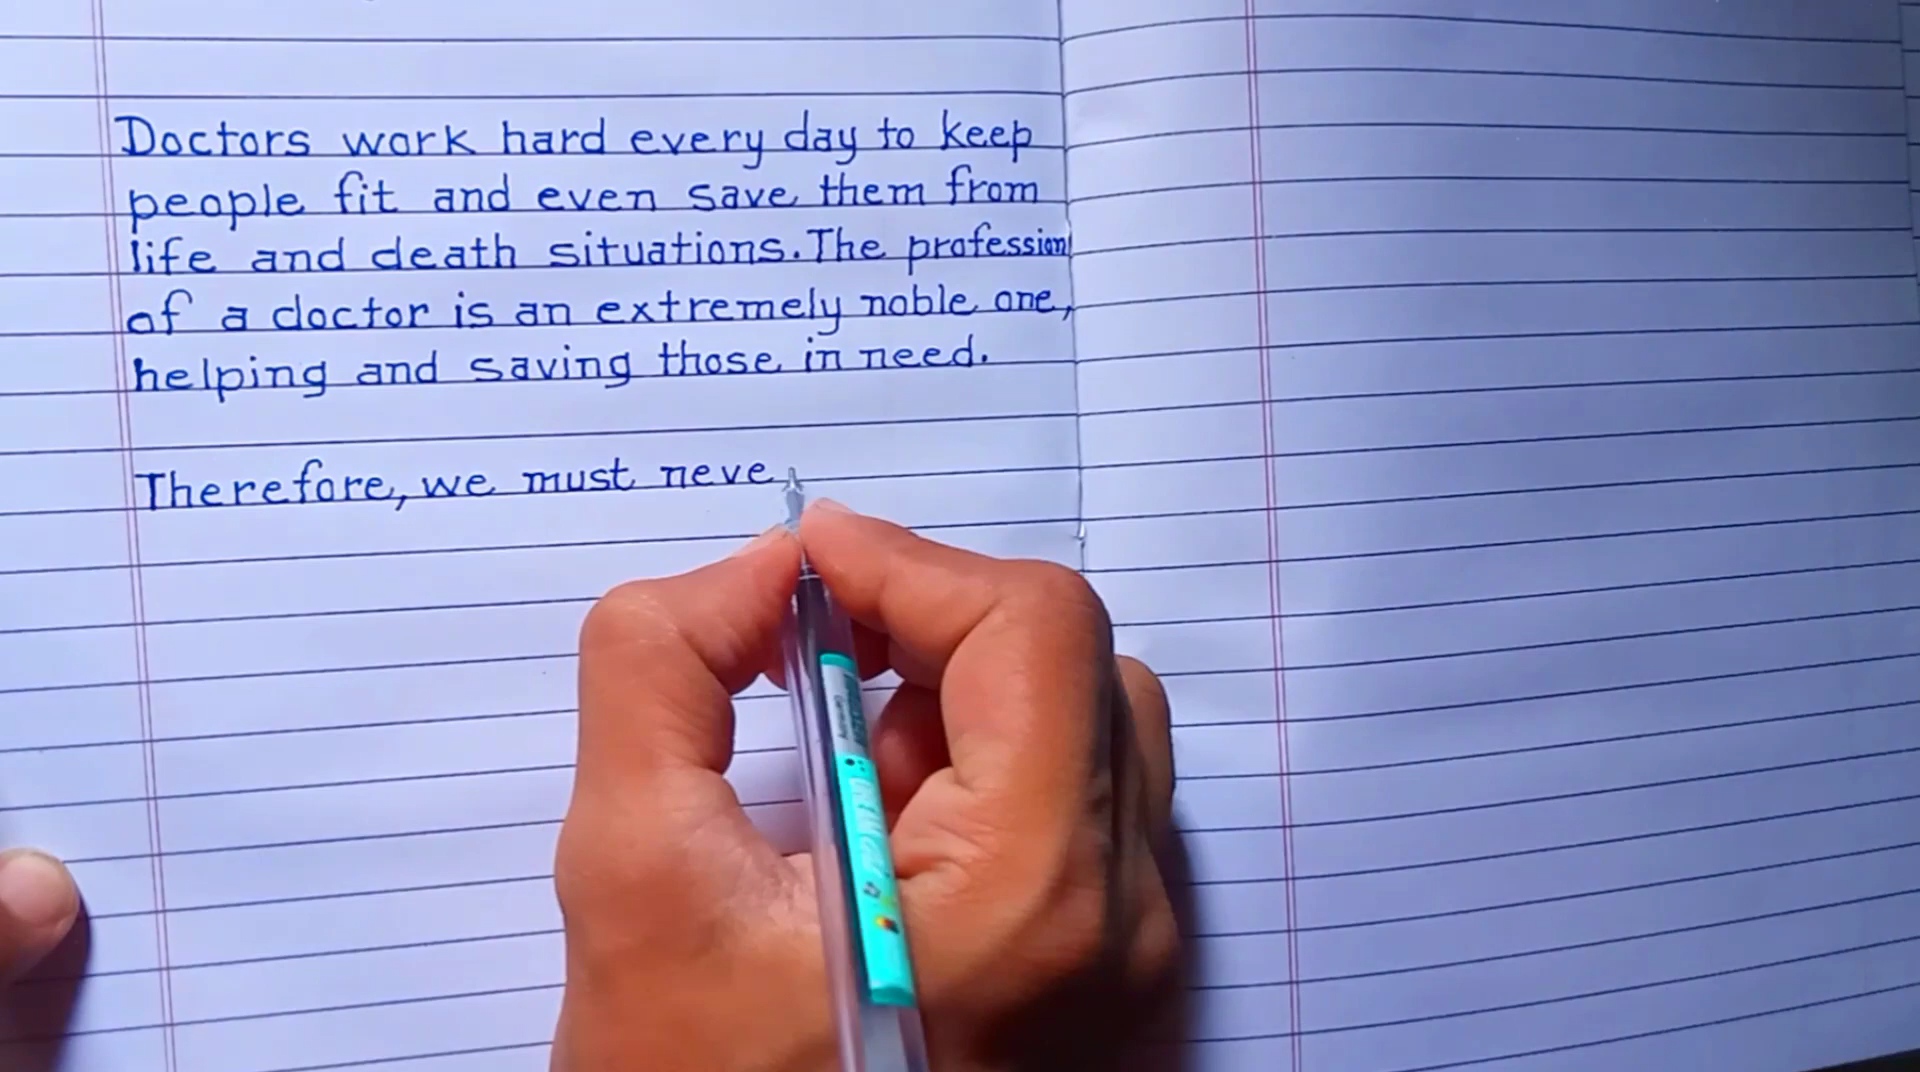 Doctors work hard every day to keep
people fit and even save them from
life and death situations. The profession
of a doctor is an extremely noble one,
helping and saving those in need.
Therefore, we must neve